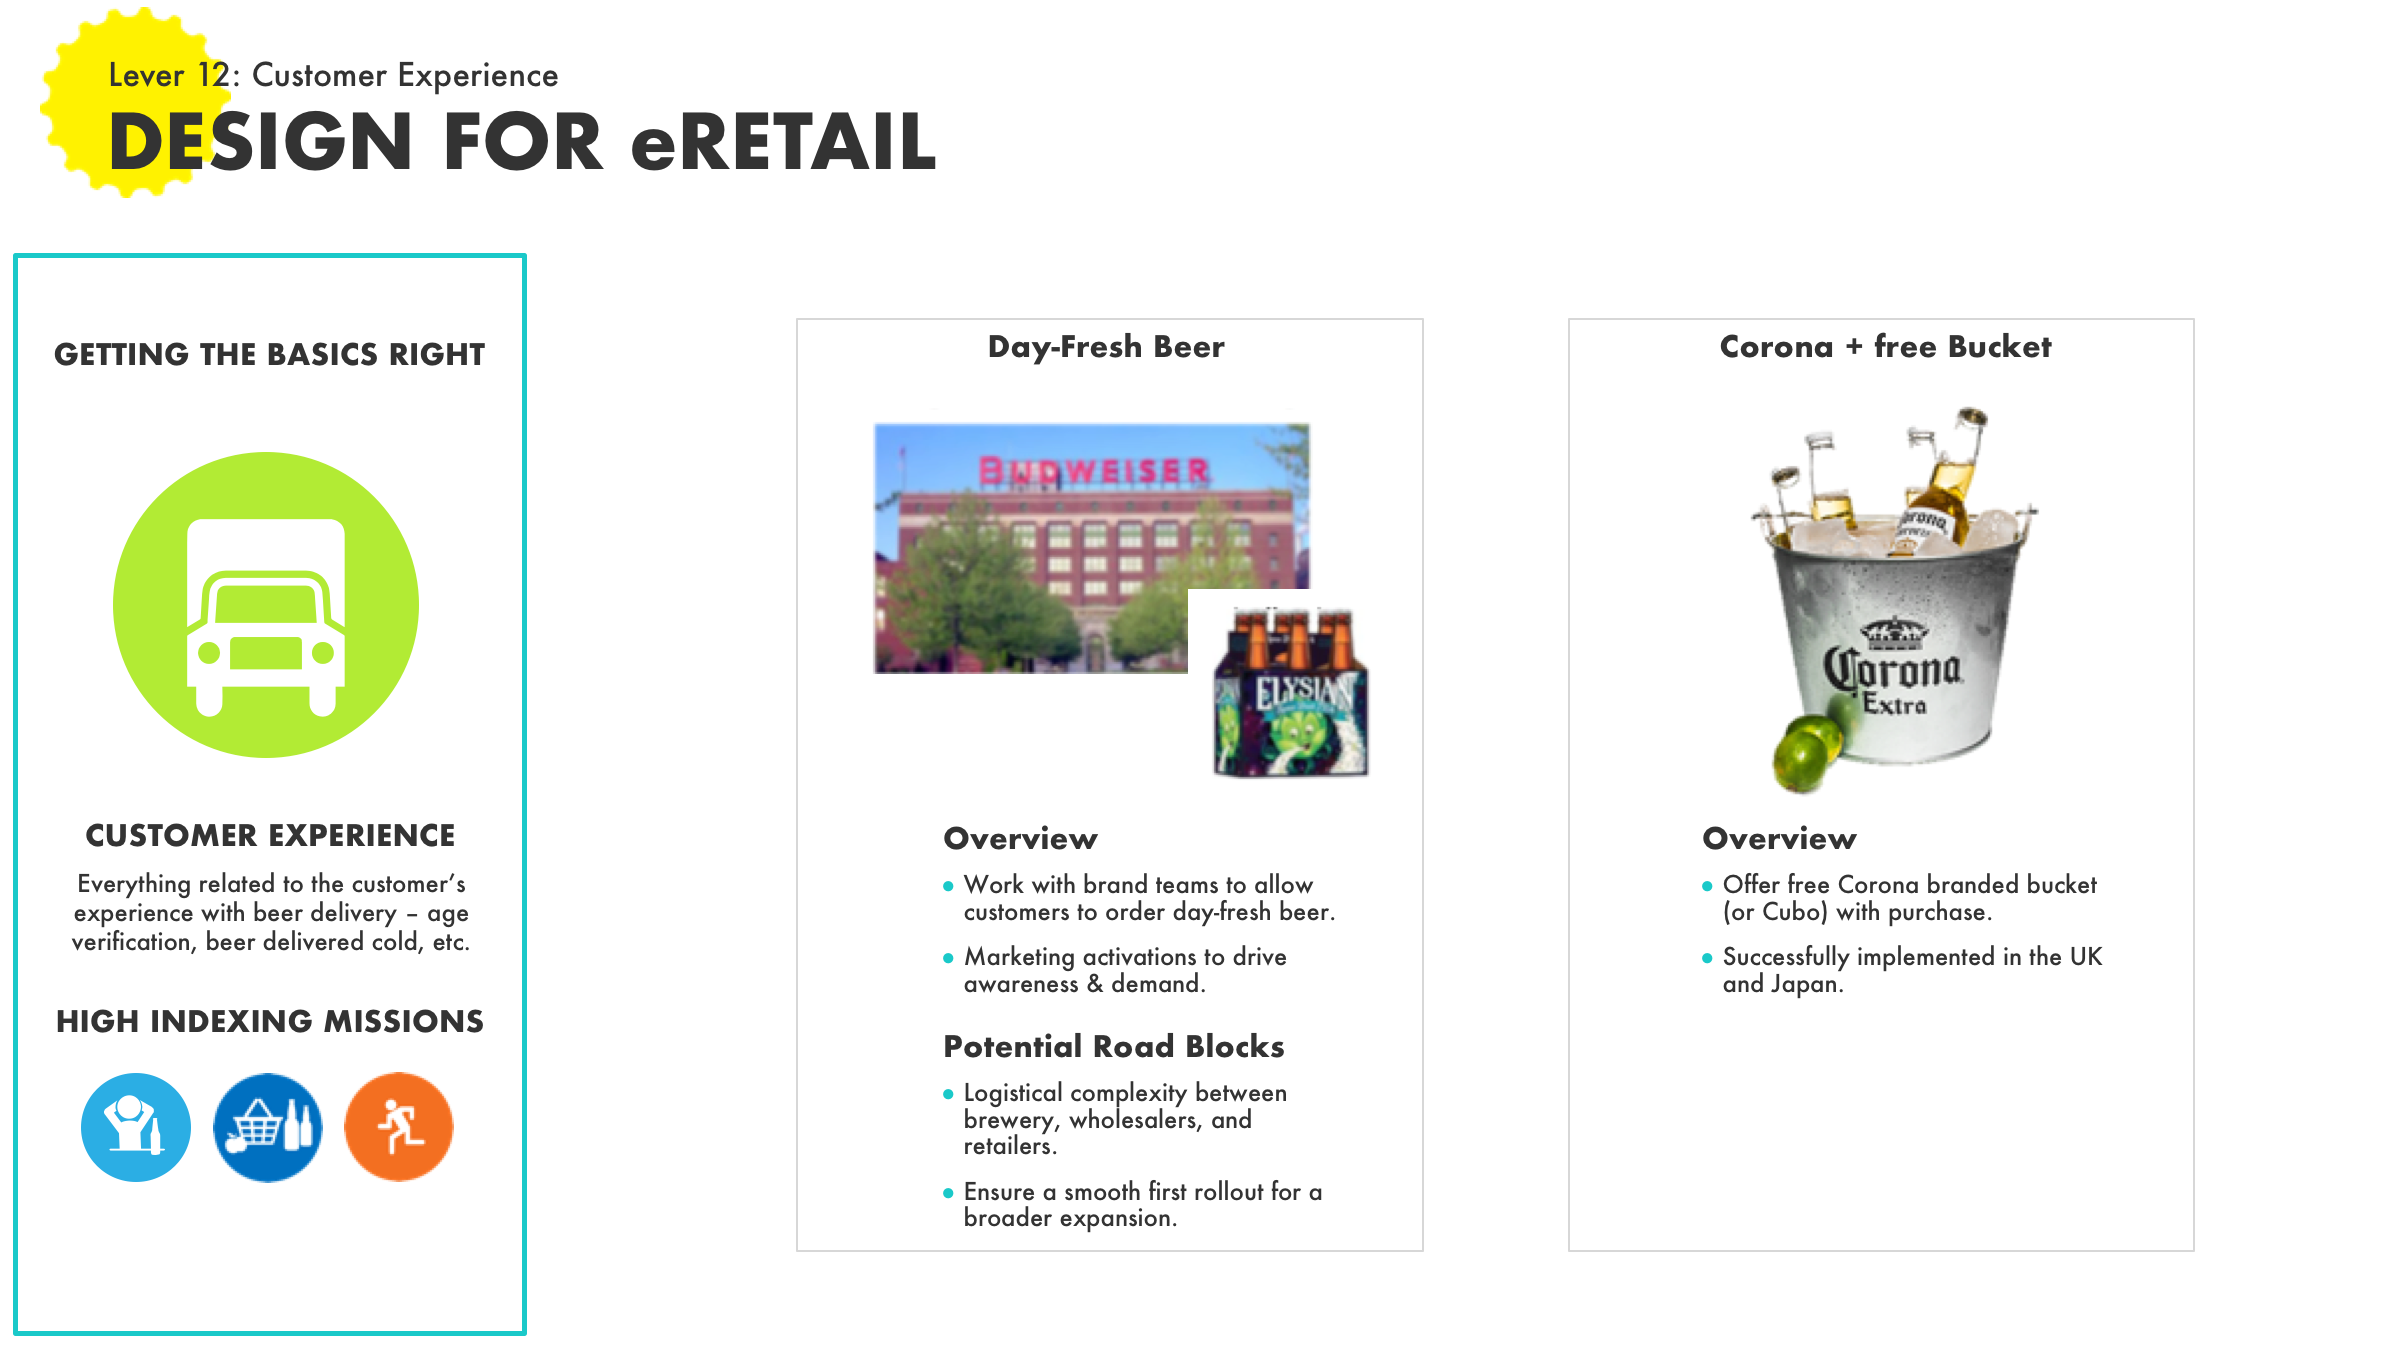 Lever 12: Customer Experience
DESIGN FOR eRETAIL
GETTING THE BASICS RIGHT
CUSTOMER EXPERIENCE
Everything related to the customer’s
experience with beer delivery – age
verification, beer delivered cold, etc.
HIGH INDEXING MISSIONS
Day-Fresh Beer
BUDWEISER
ELYSIAN
Overview
• Work with brand teams to allow
customers to order day-fresh beer.
• Marketing activations to drive
awareness & demand.
Potential Road Blocks
• Logistical complexity between
brewery, wholesalers, and
retailers.
• Ensure a smooth first rollout for a
broader expansion.
Corona + free Bucket
Corona
Corona
Extra
Overview
• Offer free Corona branded bucket
(or Cubo) with purchase.
• Successfully implemented in the UK
and Japan.